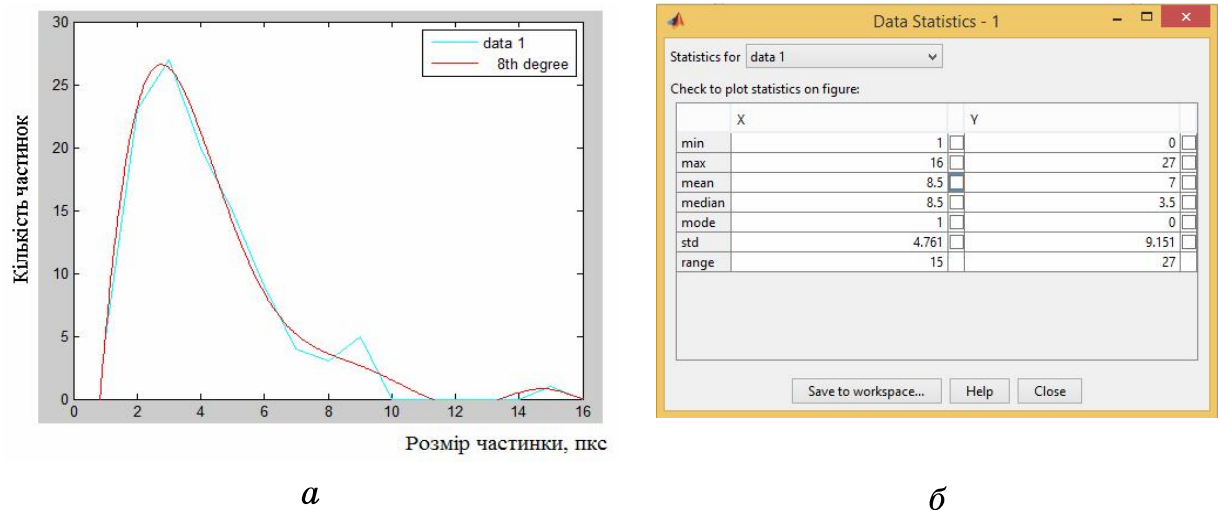 30
25
20
15
10
5
0
0 2 4 6 8 10 12 14 16
data 1
8th degree
Кількість частинок
Розмір частинки, пкс
а
Data Statistics - 1
Statistics for data 1
Check to plot statistics on figure:
X Y
min 1 0
max 16 27
mean 8.5 7
median 8.5 3.5
mode 1 0
std 4.761 9.151
range 15 27
Save to workspace... Help Close
б